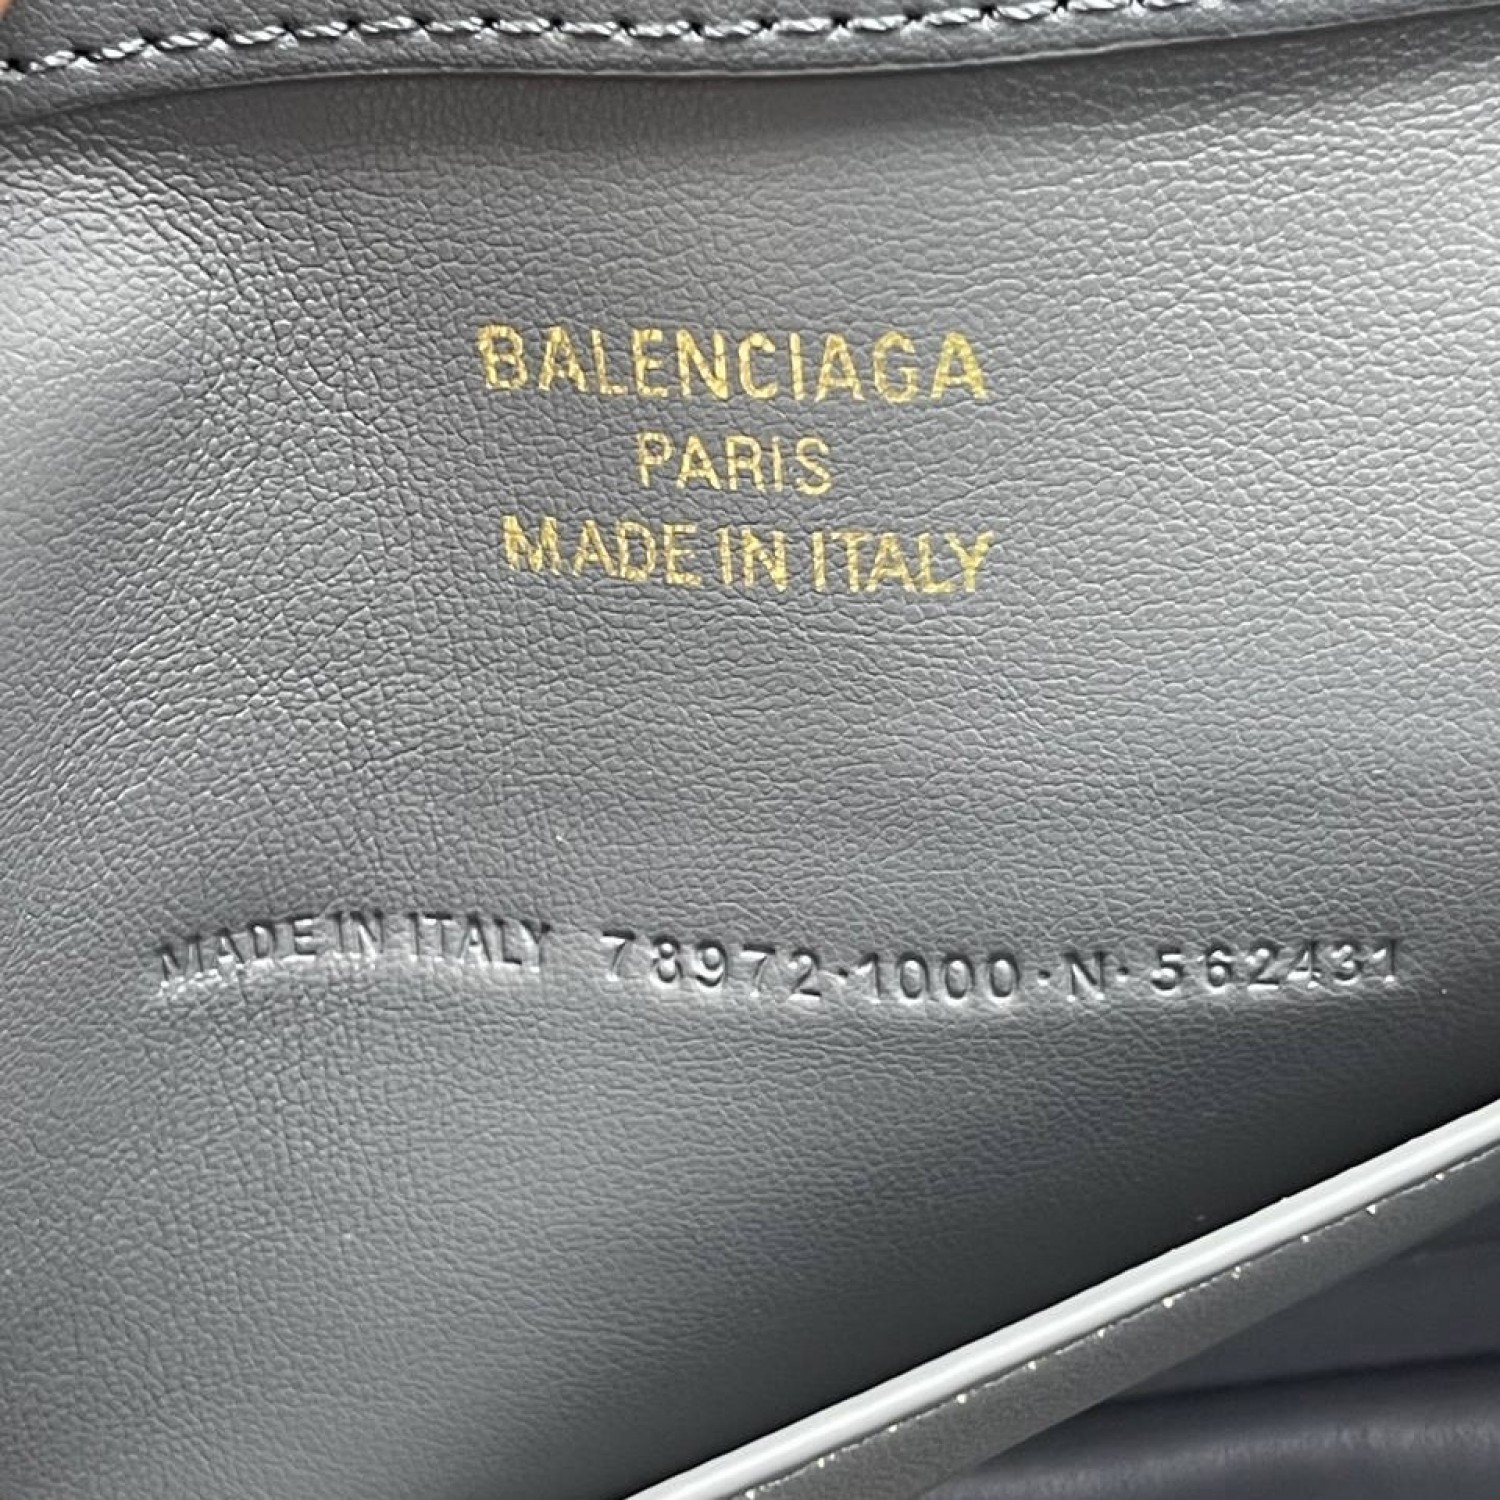 BALENCIAGA
PARIS
MADE IN ITALY
MADE IN ITALY 78972·1000·N·562431